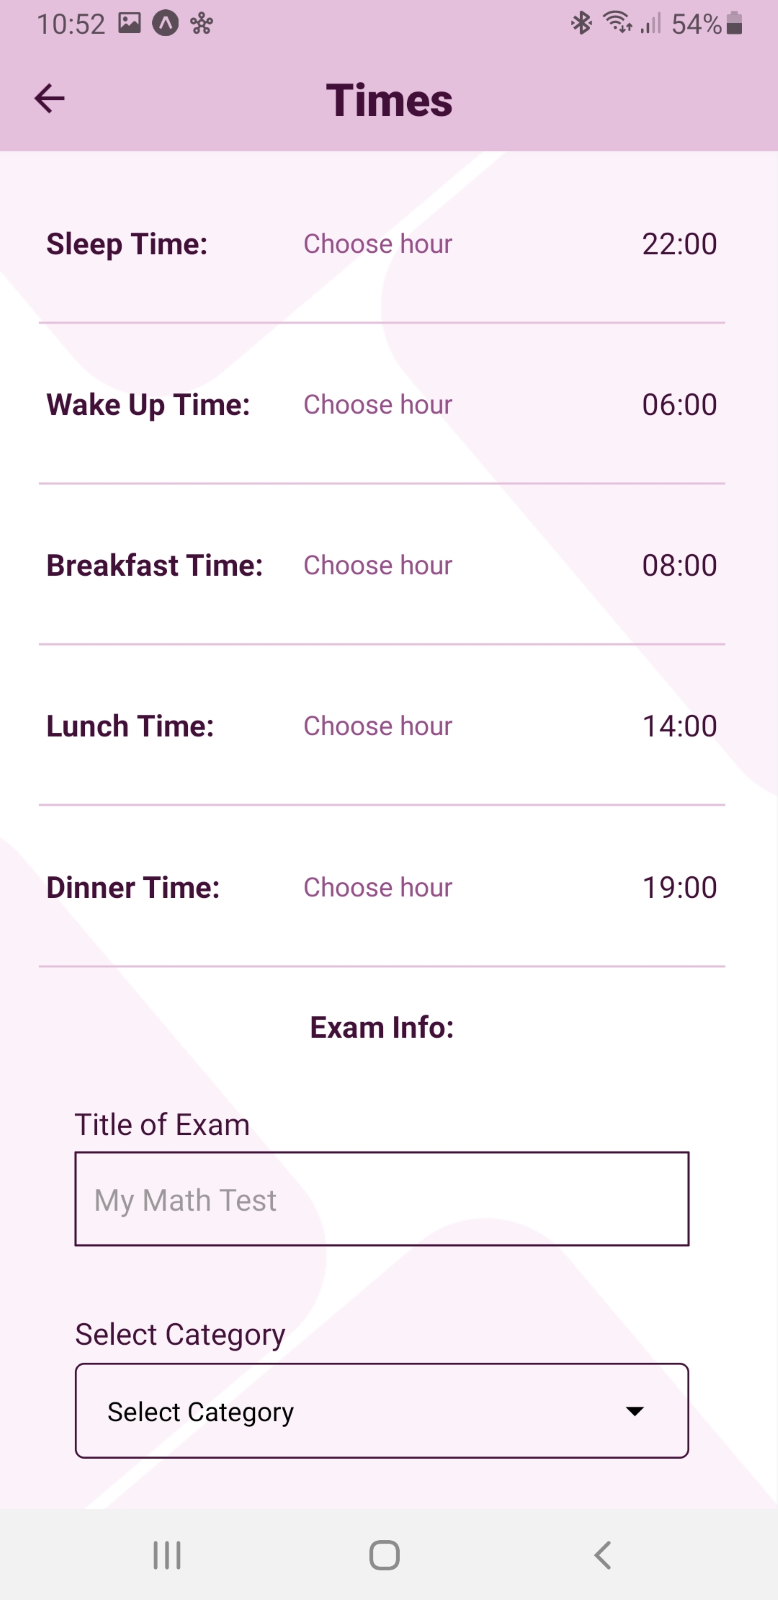 10:52 54%
Times
Sleep Time: Choose hour 22:00
Wake Up Time: Choose hour 06:00
Breakfast Time: Choose hour 08:00
Lunch Time: Choose hour 14:00
Dinner Time: Choose hour 19:00
Exam Info:
Title of Exam
My Math Test
Select Category
Select Category